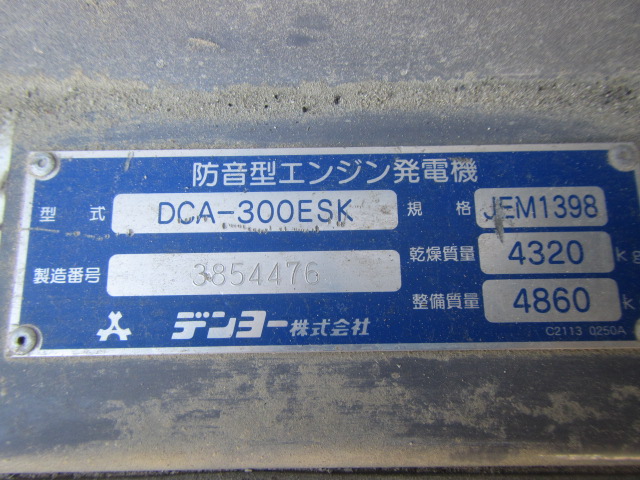 防音型エンジン発電機
型式 DCA-300ESK 規格 JEM1398
乾燥質量 4320 kg
製造番号 3854476
整備質量 4860 k
デンヨー株式会社
C2113 0250A